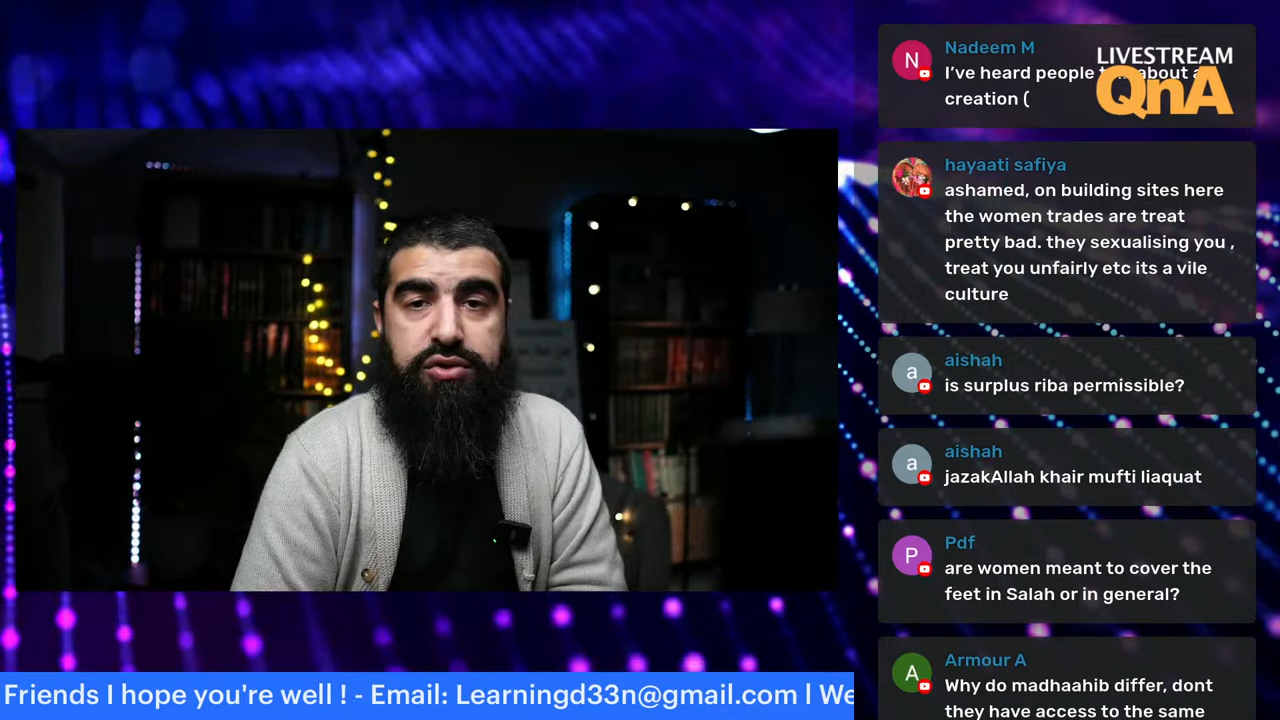 Nadeem M
I've heard people about a
creation (
LIVESTREAM
QnA
hayaati safiya
ashamed, on building sites here
the women trades are treat
pretty bad. they sexualising you ,
treat you unfairly etc its a vile
culture
a
aishah
is surplus riba permissible?
a
aishah
jazakAllah khair mufti liaquat
P
Pdf
are women meant to cover the
feet in Salah or in general?
A
Armour A
Why do madhaahib differ, dont
they have access to the same
N
Friends I hope you're well ! - Email: Learningd33n@gmail.com l We